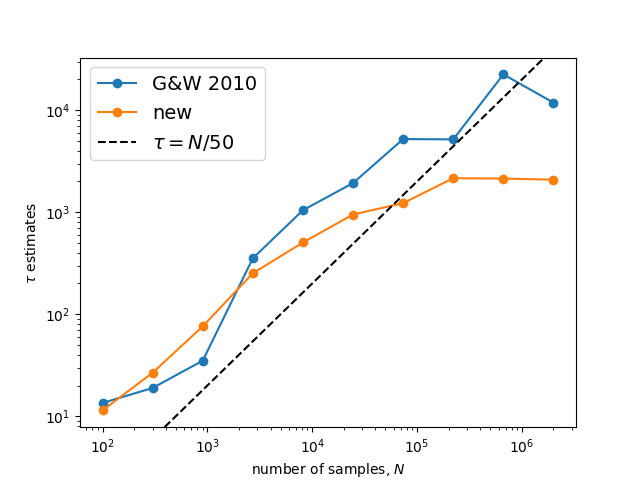 G&W 2010
new
τ = N/50
10⁴
10³
10²
10¹
τ estimates
10²
10³
10⁴
10⁵
10⁶
number of samples, N